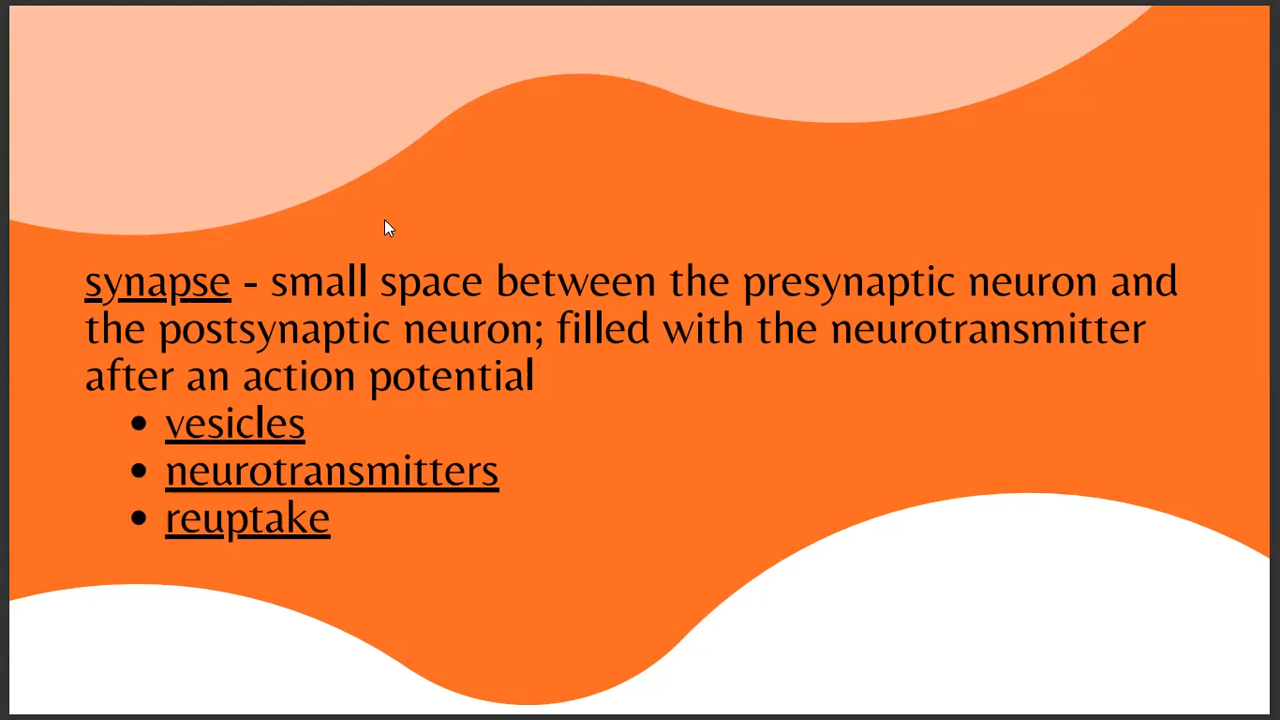 synapse - small space between the presynaptic neuron and
the postsynaptic neuron; filled with the neurotransmitter
after an action potential
• vesicles
• neurotransmitters
• reuptake